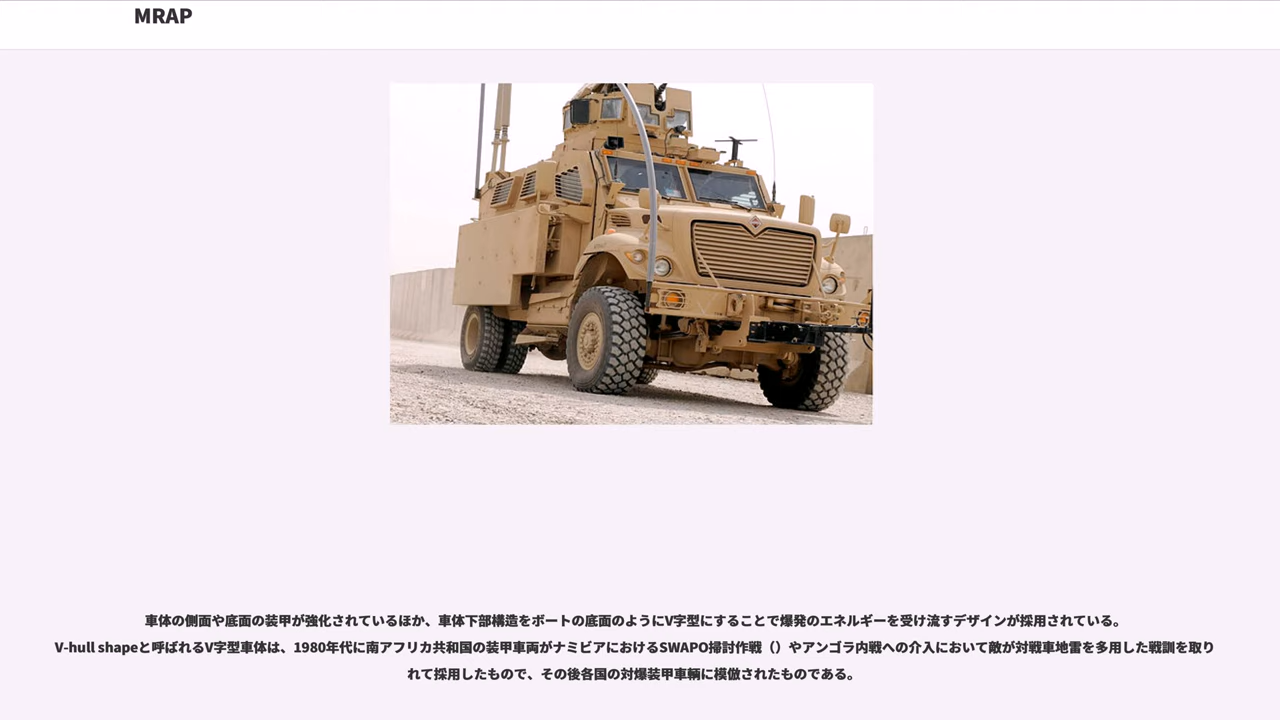 MRAP
車体の側面や底面の装甲が強化されているほか、車体下部構造をボートの底面のようにV字型にすることで爆発のエネルギーを受け流すデザインが採用されている。
V-hull shapeと呼ばれるV字型車体は、1980年代に南アフリカ共和国の装甲車両がナミビアにおけるSWAPO掃討作戦（）やアンゴラ内戦への介入において敵が対戦車地雷を多用した戦訓を取り
れて採用したもので、その後各国の対爆装甲車輌に模倣されたものである。